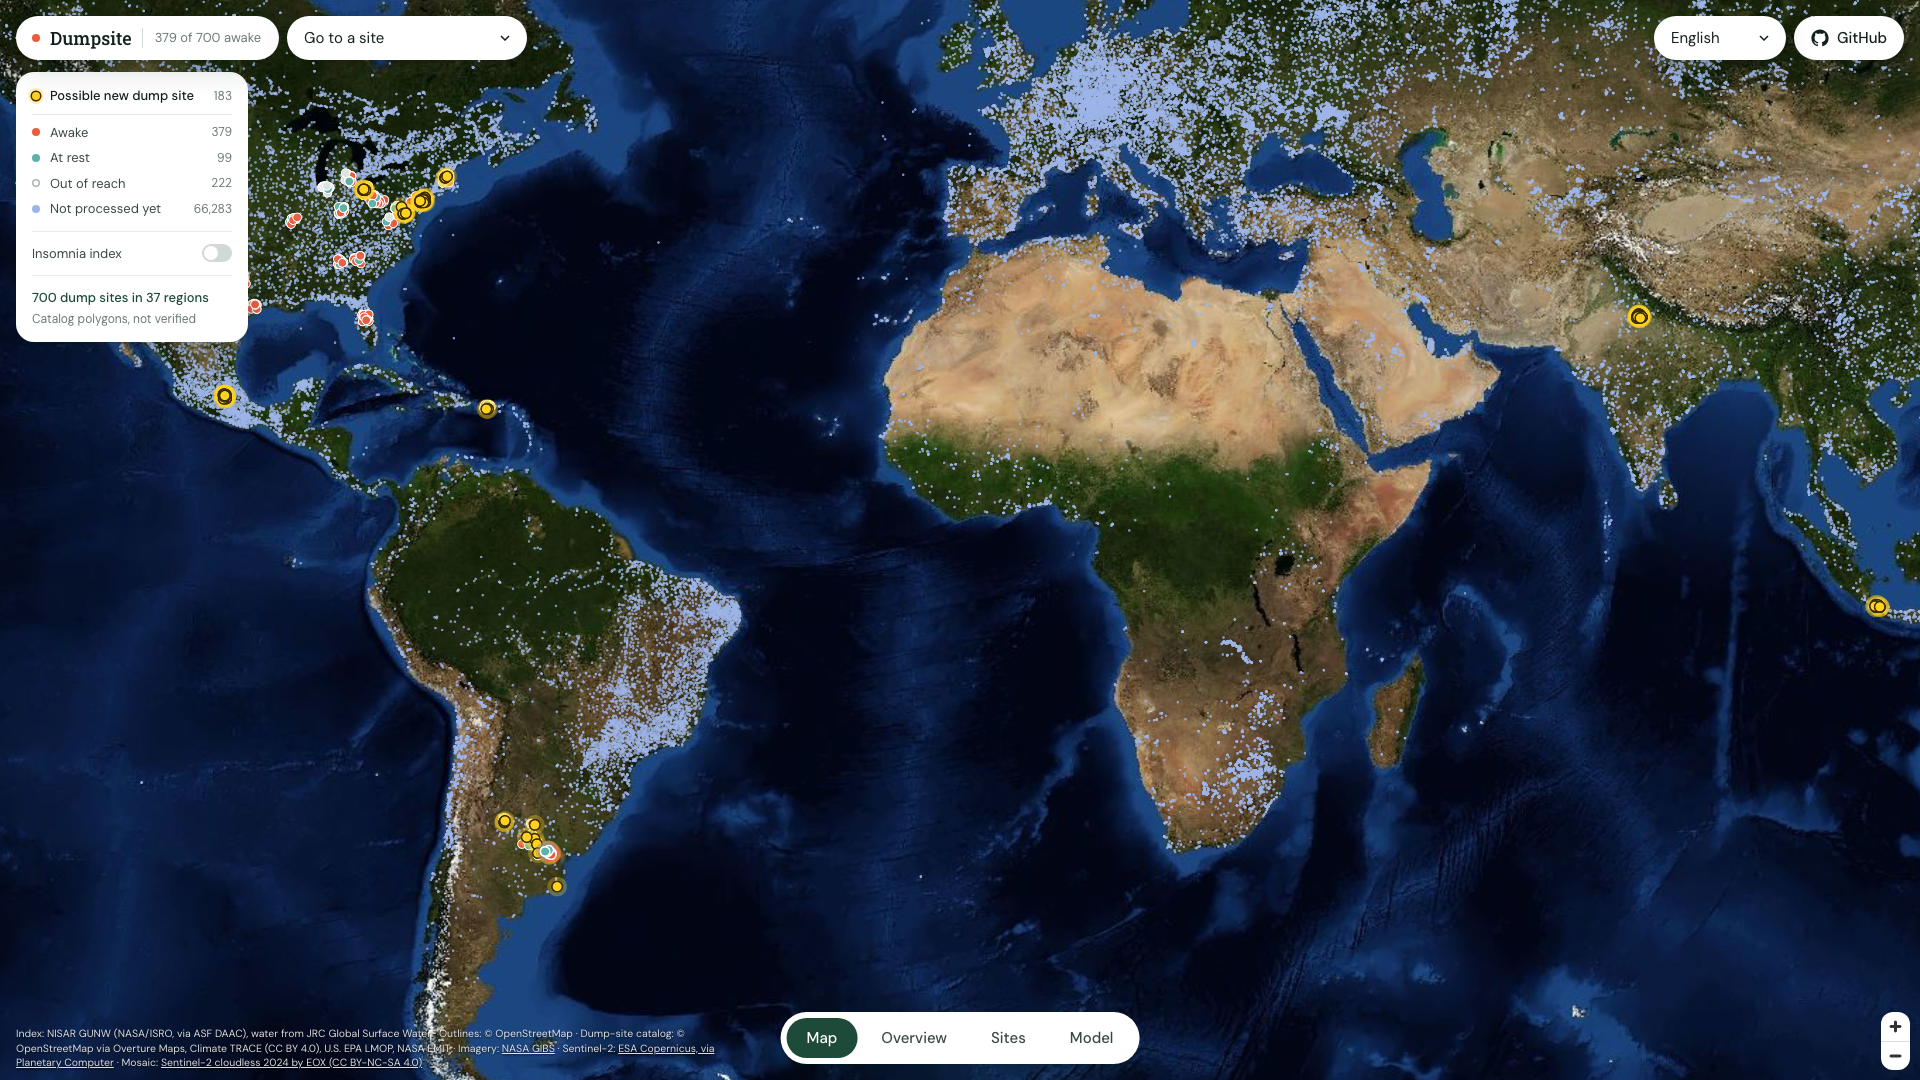 Dumpsite
379 of 700 awake
Go to a site
English
GitHub
Possible new dump site 183
Awake 379
At rest 99
Out of reach 222
Not processed yet 66,283
Insomnia index
700 dump sites in 37 regions
Catalog polygons, not verified
Index: NISAR GUNW (NASA/ISRO, via ASF DAAC), water from JRC Global Surface Water · Outlines: © OpenStreetMap · Dump-site catalog: ©
OpenStreetMap via Overture Maps, Climate TRACE (CC BY 4.0), U.S. EPA LMOP, NASA EMIT · Imagery: NASA GIBS · Sentinel-2: ESA Copernicus, via
Planetary Computer · Mosaic: Sentinel-2 cloudless 2024 by EOX (CC BY-NC-SA 4.0)
Map
Overview
Sites
Model